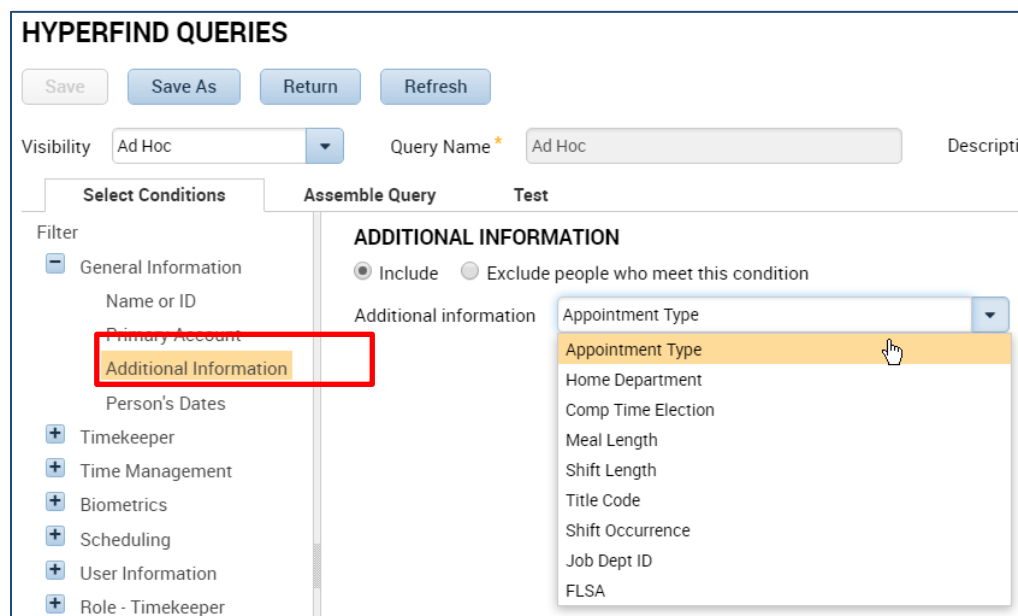 HYPERFIND QUERIES
Save Save As Return Refresh
Visibility Ad Hoc Query Name * Ad Hoc Descripti
Select Conditions Assemble Query Test
Filter
General Information
Name or ID
Primary Account
Additional Information
Person's Dates
Timekeeper
Time Management
Biometrics
Scheduling
User Information
Role - Timekeeper
ADDITIONAL INFORMATION
Include Exclude people who meet this condition
Additional information Appointment Type
Appointment Type
Home Department
Comp Time Election
Meal Length
Shift Length
Title Code
Shift Occurrence
Job Dept ID
FLSA